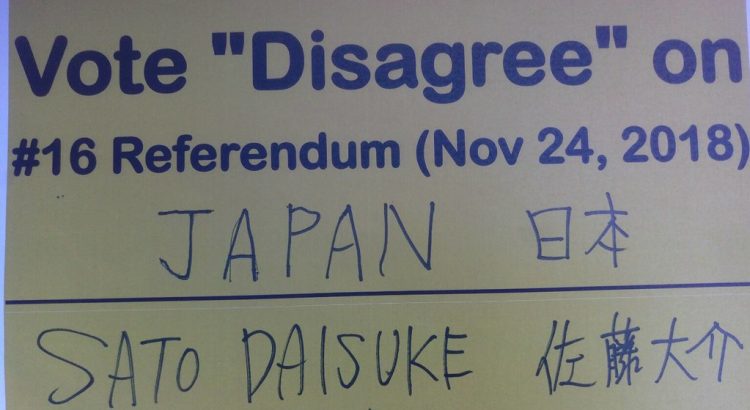 Vote "Disagree" on
#16 Referendum (Nov 24, 2018)
JAPAN 日本
SATO DAISUKE 佐藤大介